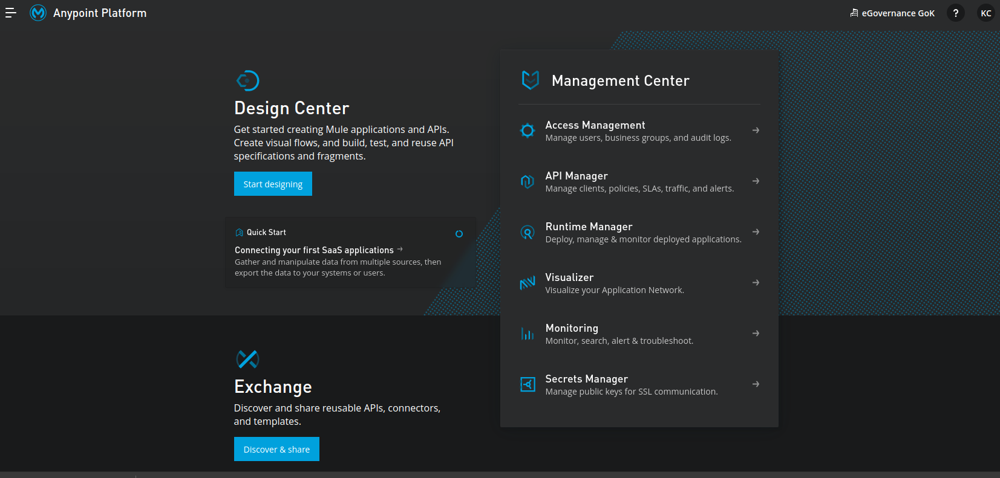 Anypoint Platform
eGovernance GoK
?
KC
Design Center
Get started creating Mule applications and APIs.
Create visual flows, and build, test, and reuse API
specifications and fragments.
Start designing
Quick Start
Connecting your first SaaS applications →
Gather and manipulate data from multiple sources, then
export the data to your systems or users.
Exchange
Discover and share reusable APIs, connectors,
and templates.
Discover & share
Management Center
Access Management
Manage users, business groups, and audit logs.
API Manager
Manage clients, policies, SLAs, traffic, and alerts.
Runtime Manager
Deploy, manage & monitor deployed applications.
Visualizer
Visualize your Application Network.
Monitoring
Monitor, search, alert & troubleshoot.
Secrets Manager
Manage public keys for SSL communication.